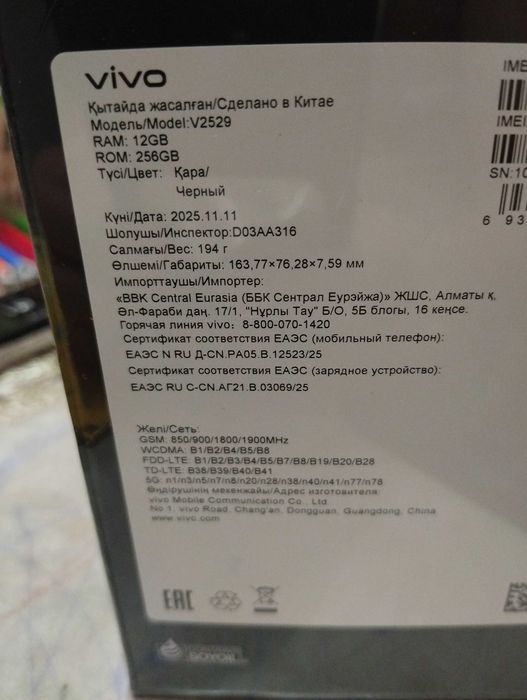 vivo
Қытайда жасалған/Сделано в Китае
Модель/Model:V2529
RAM: 12GB
ROM: 256GB
Түсі/Цвет: Қара/
Черный
Күні/Дата: 2025.11.11
Шолушы/Инспектор:D03AA316
Салмағы/Вес: 194 г
Өлшемі/Габариты: 163,77×76,28×7,59 мм
Импорттаушы/Импортер:
«BBK Central Eurasia (ББК Сентрал Еурэйжа)» ЖШС, Алматы қ,
Әл-Фараби даң. 17/1, "Нұрлы Тау" Б/О, 5Б блогы, 16 кеңсе.
Горячая линия vivo: 8-800-070-1420
Сертификат соответствия ЕАЭС (мобильный телефон):
ЕАЭС N RU Д-CN.РА05.В.12523/25
Сертификат соответствия ЕАЭС (зарядное устройство):
ЕАЭС RU С-CN.АГ21.В.03069/25
Желі/Сеть:
GSM: 850/900/1800/1900MHz
WCDMA: B1/B2/B4/B5/B8
FDD-LTE: B1/B2/B3/B4/B5/B7/B8/B19/B20/B28
TD-LTE: B38/B39/B40/B41
5G: n1/n3/n5/n7/n8/n20/n28/n38/n40/n41/n77/n78
Өндірушінің мекенжайы/Адрес изготовителя:
vivo Mobile Communication Co., Ltd.
No.1, vivo Road, Chang'an, Dongguan, Guangdong, China
www.vivo.com
EAC
IME
IMEI
SN:10
6 93